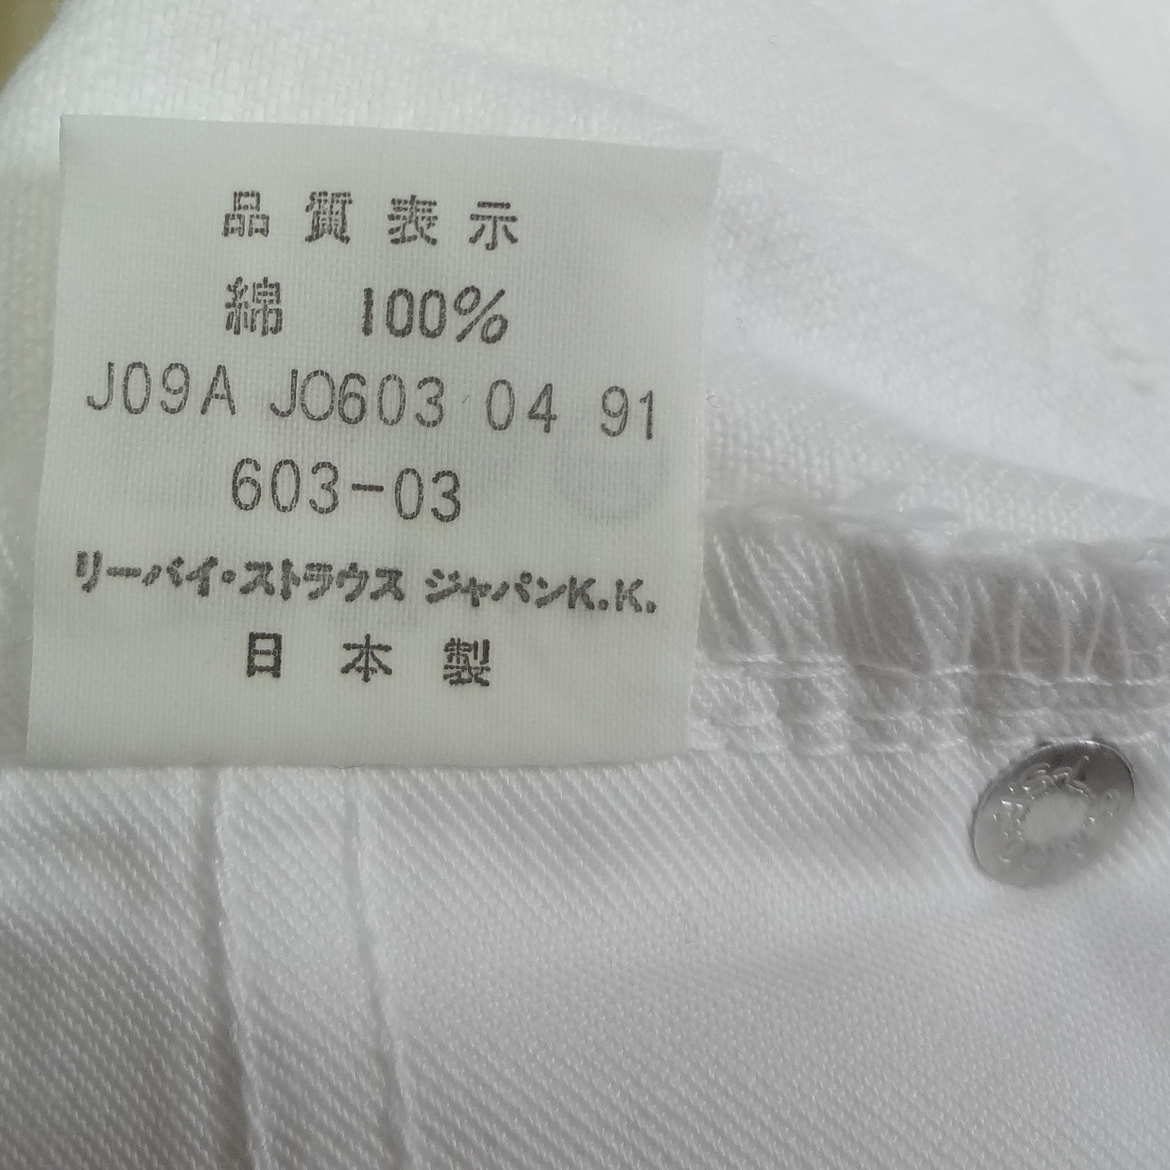 品質表示
綿 100%
J09A JO603 04 91
603-03
リーバイ・ストラウス ジャパンK.K.
日本製